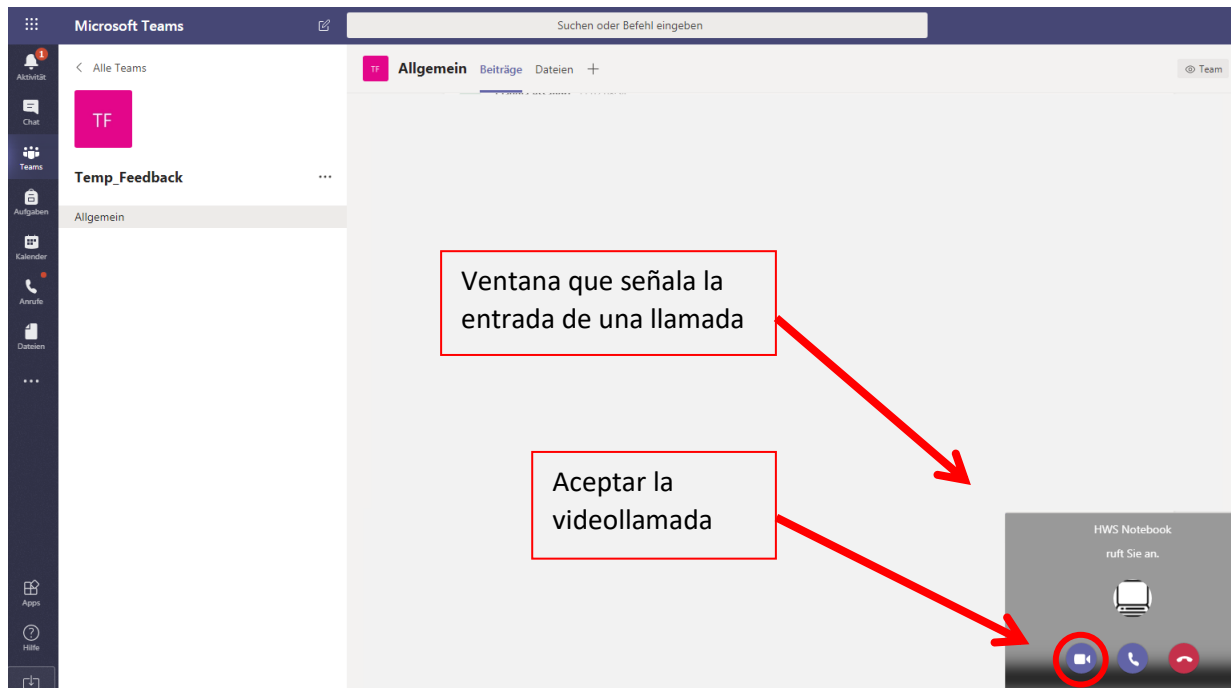 Microsoft Teams
Suchen oder Befehl eingeben
1
Aktivität
Chat
Teams
Aufgaben
Kalender
Anrufe
Dateien
Apps
Hilfe
Alle Teams
TF
Temp_Feedback
Allgemein
TF Allgemein Beiträge Dateien
Team
Ventana que señala la
entrada de una llamada
Aceptar la
videollamada
HWS Notebook
ruft Sie an.